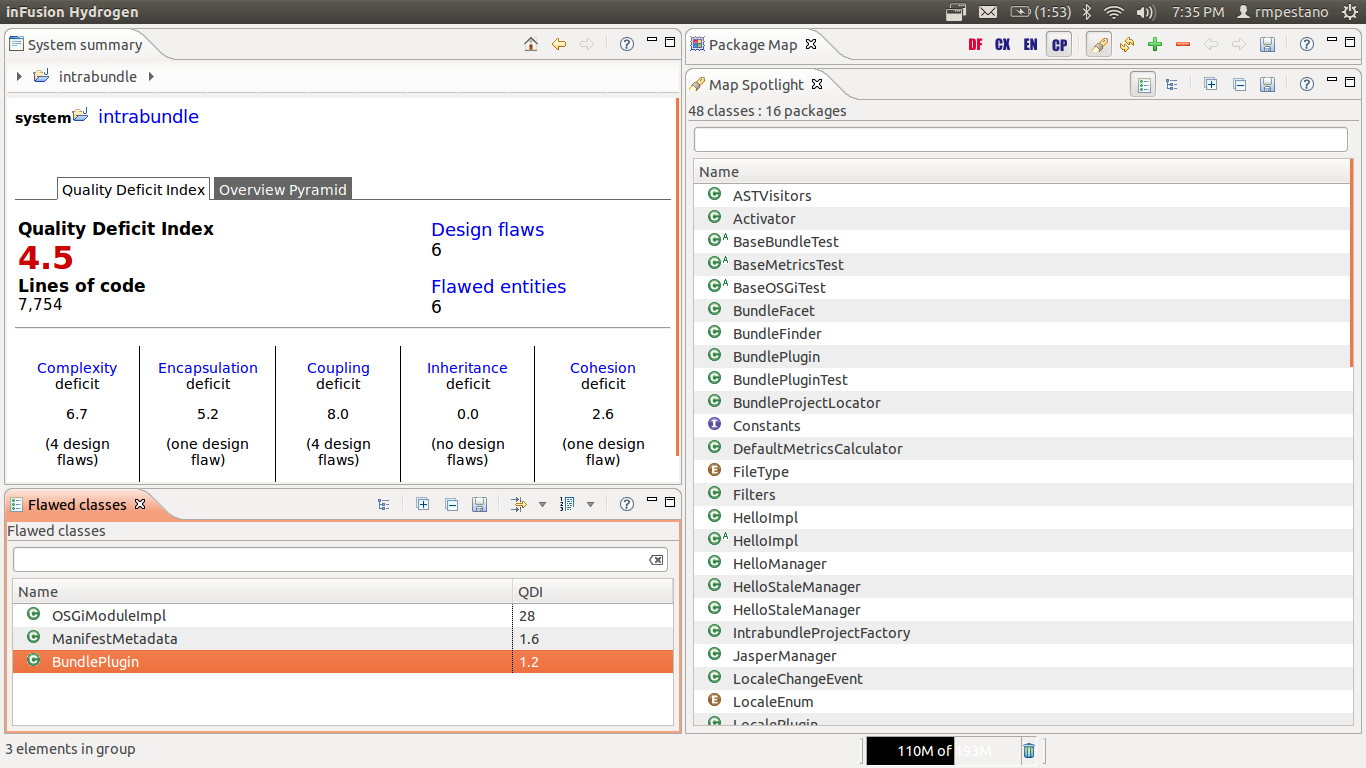 inFusion Hydrogen
(1:53)
7:35 PM
rmpestano
System summary
intrabundle
system intrabundle
Quality Deficit Index
Overview Pyramid
Quality Deficit Index
4.5
Lines of code
7,754
Design flaws
6
Flawed entities
6
Complexity
deficit
6.7
(4 design
flaws)
Encapsulation
deficit
5.2
(one design
flaw)
Coupling
deficit
8.0
(4 design
flaws)
Inheritance
deficit
0.0
(no design
flaws)
Cohesion
deficit
2.6
(one design
flaw)
Flawed classes
Flawed classes
Name QDI
OSGiModuleImpl 28
ManifestMetadata 1.6
BundlePlugin 1.2
3 elements in group
Package Map
DF CX EN CP
Map Spotlight
48 classes : 16 packages
Name
C ASTVisitors
C Activator
C A BaseBundleTest
C A BaseMetricsTest
C A BaseOSGiTest
C BundleFacet
C BundleFinder
C BundlePlugin
C BundlePluginTest
C BundleProjectLocator
I Constants
C DefaultMetricsCalculator
E FileType
C Filters
C HelloImpl
C A HelloImpl
C HelloManager
C HelloStaleManager
C HelloStaleManager
C IntrabundleProjectFactory
C JasperManager
C LocaleChangeEvent
E LocaleEnum
C LocalePlugin
110M of 193M